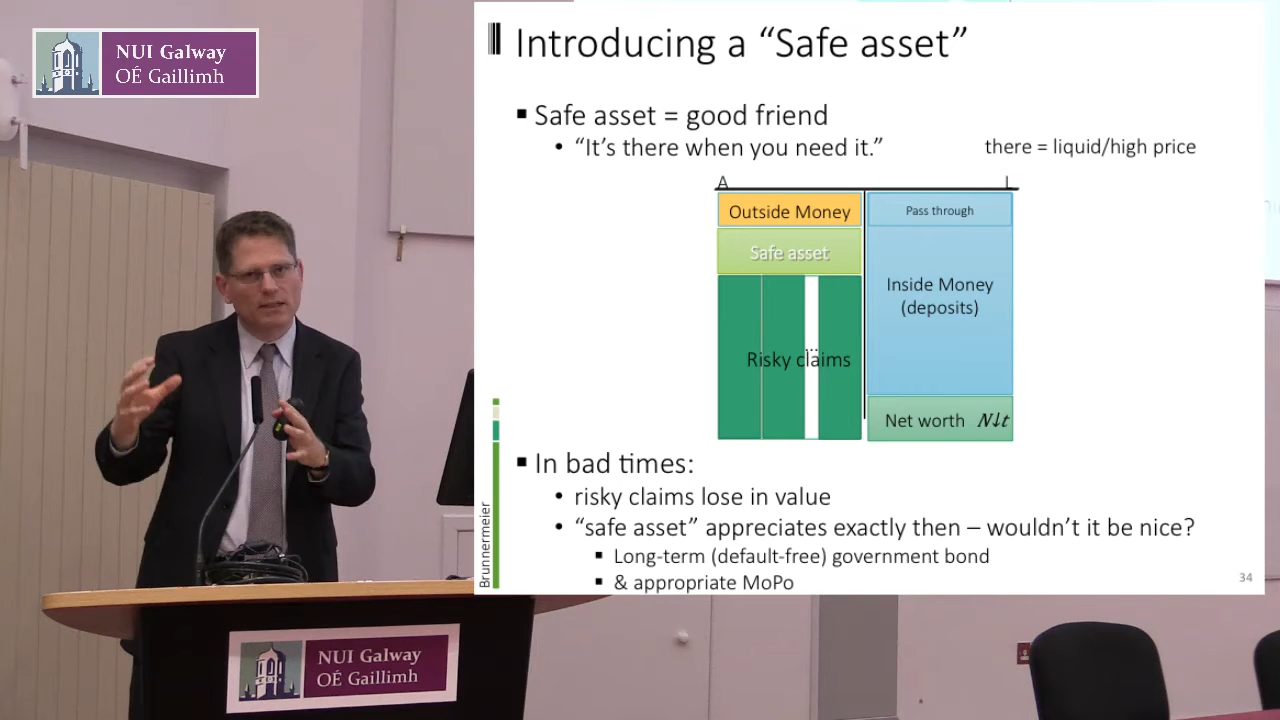 NUI Galway
OÉ Gaillimh
Introducing a “Safe asset”
▪ Safe asset = good friend
• “It’s there when you need it.”
there = liquid/high price
A
L
Outside Money
Pass through
Safe asset
Inside Money
(deposits)
...
Risky claims
Net worth N↓t
▪ In bad times:
• risky claims lose in value
• “safe asset” appreciates exactly then – wouldn’t it be nice?
▪ Long-term (default-free) government bond
▪ & appropriate MoPo
Brunnermeier
34
NUI Galway
OÉ Gaillimh